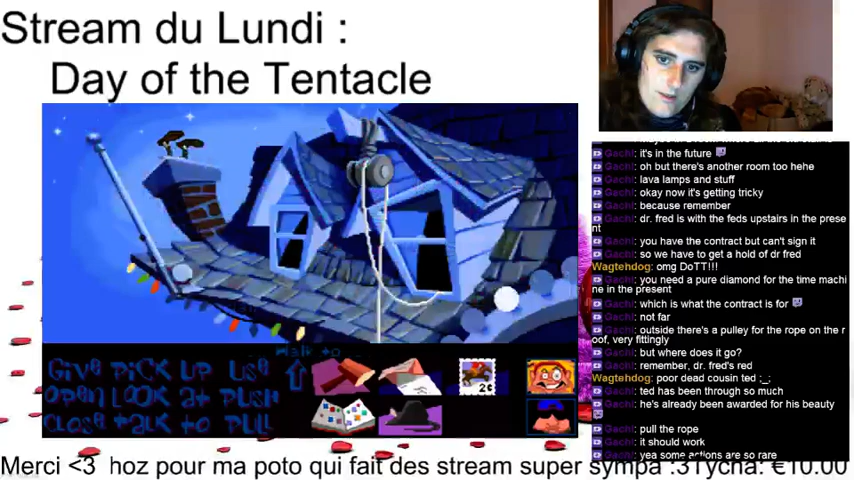 Stream du Lundi :
Day of the Tentacle
Gachi: it's in the future
Gachi: oh but there's another room too hehe
Gachi: lava lamps and stuff
Gachi: okay now it's getting tricky
Gachi: because remember
Gachi: dr. fred is with the feds upstairs in the prese
nt
Gachi: you have the contract but can't sign it
Gachi: so we have to get a hold of dr fred
Wagtehdog: omg DoTT!!!
Gachi: you need a pure diamond for the time machi
ne in the present
Gachi: which is what the contract is for
Gachi: not far
Gachi: outside there's a pulley for the rope on the r
oof, very fittingly
Gachi: but where does it go?
Gachi: remember, dr. fred's red
Wagtehdog: poor dead cousin ted ;_;
Gachi: ted has been through so much
Gachi: he's already been awarded for his beauty
Gachi: pull the rope
Gachi: it should work
Gachi: yea some actions are so rare
Walk to
Give Pick up Use
Open Look at Push
Close Talk to Pull
2¢
Merci <3 hoz pour ma poto qui fait des stream super sympa :3Tycha: €10.00